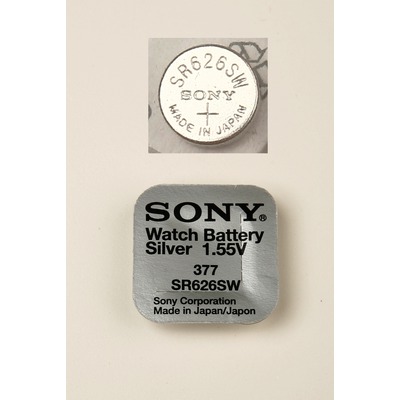 SR626SW
SONY
+
MADE IN JAPAN
SONY®
Watch Battery
Silver 1.55V
377
SR626SW
Sony Corporation
Made in Japan/Japon